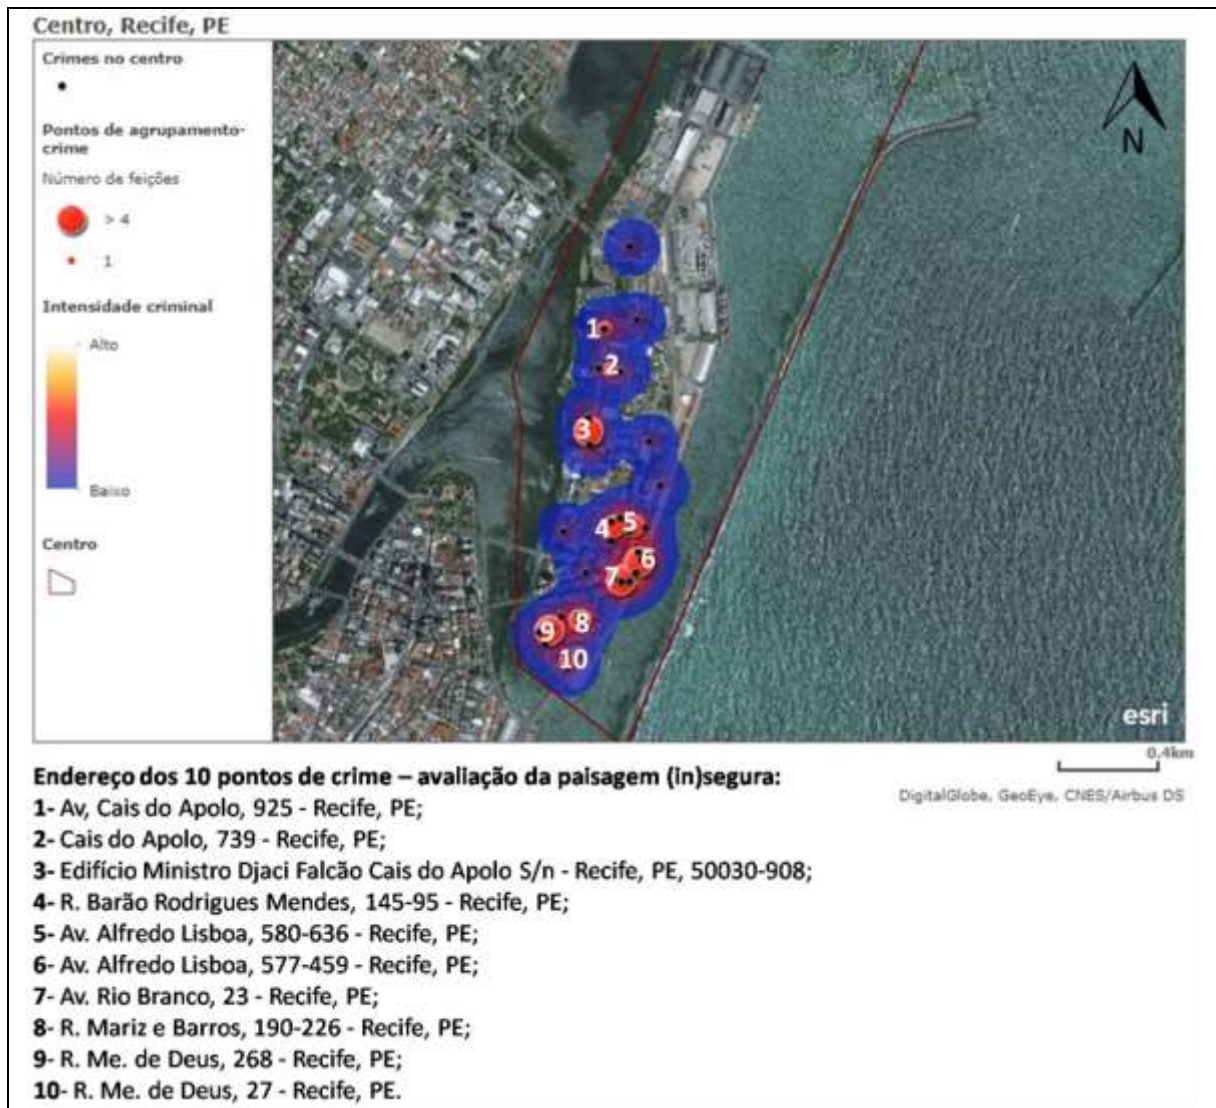 Centro, Recife, PE
Crimes no centro
Pontos de agrupamento-
crime
Número de feições
> 4
1
Intensidade criminal
Alto
Baixo
Centro
N
1
2
3
4 5
6
7
8
9
10
esri
0.4km
DigitalGlobe, GeoEye, CNES/Airbus DS
Endereço dos 10 pontos de crime – avaliação da paisagem (in)segura:
1- Av, Cais do Apolo, 925 - Recife, PE;
2- Cais do Apolo, 739 - Recife, PE;
3- Edifício Ministro Djaci Falcão Cais do Apolo S/n - Recife, PE, 50030-908;
4- R. Barão Rodrigues Mendes, 145-95 - Recife, PE;
5- Av. Alfredo Lisboa, 580-636 - Recife, PE;
6- Av. Alfredo Lisboa, 577-459 - Recife, PE;
7- Av. Rio Branco, 23 - Recife, PE;
8- R. Mariz e Barros, 190-226 - Recife, PE;
9- R. Me. de Deus, 268 - Recife, PE;
10- R. Me. de Deus, 27 - Recife, PE.